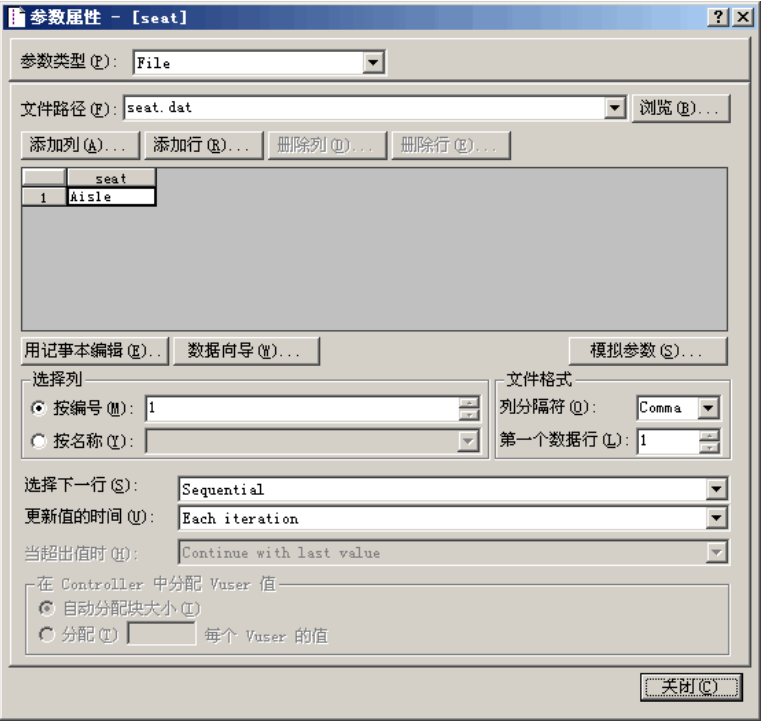 参数属性 - [seat]
参数类型(P): File
文件路径(F): seat.dat 浏览(B)...
添加列(A)... 添加行(R)... 删除列(D)... 删除行(E)...
seat
1 Aisle
用记事本编辑(E).. 数据向导(W)... 模拟参数(S)...
选择列 文件格式
按编号(M): 1 列分隔符(O): Comma
按名称(Y): 第一个数据行(L): 1
选择下一行(S): Sequential
更新值的时间(U): Each iteration
当超出值时(H): Continue with last value
在 Controller 中分配 Vuser 值
自动分配块大小(I)
分配(T) 每个 Vuser 的值
关闭(C)